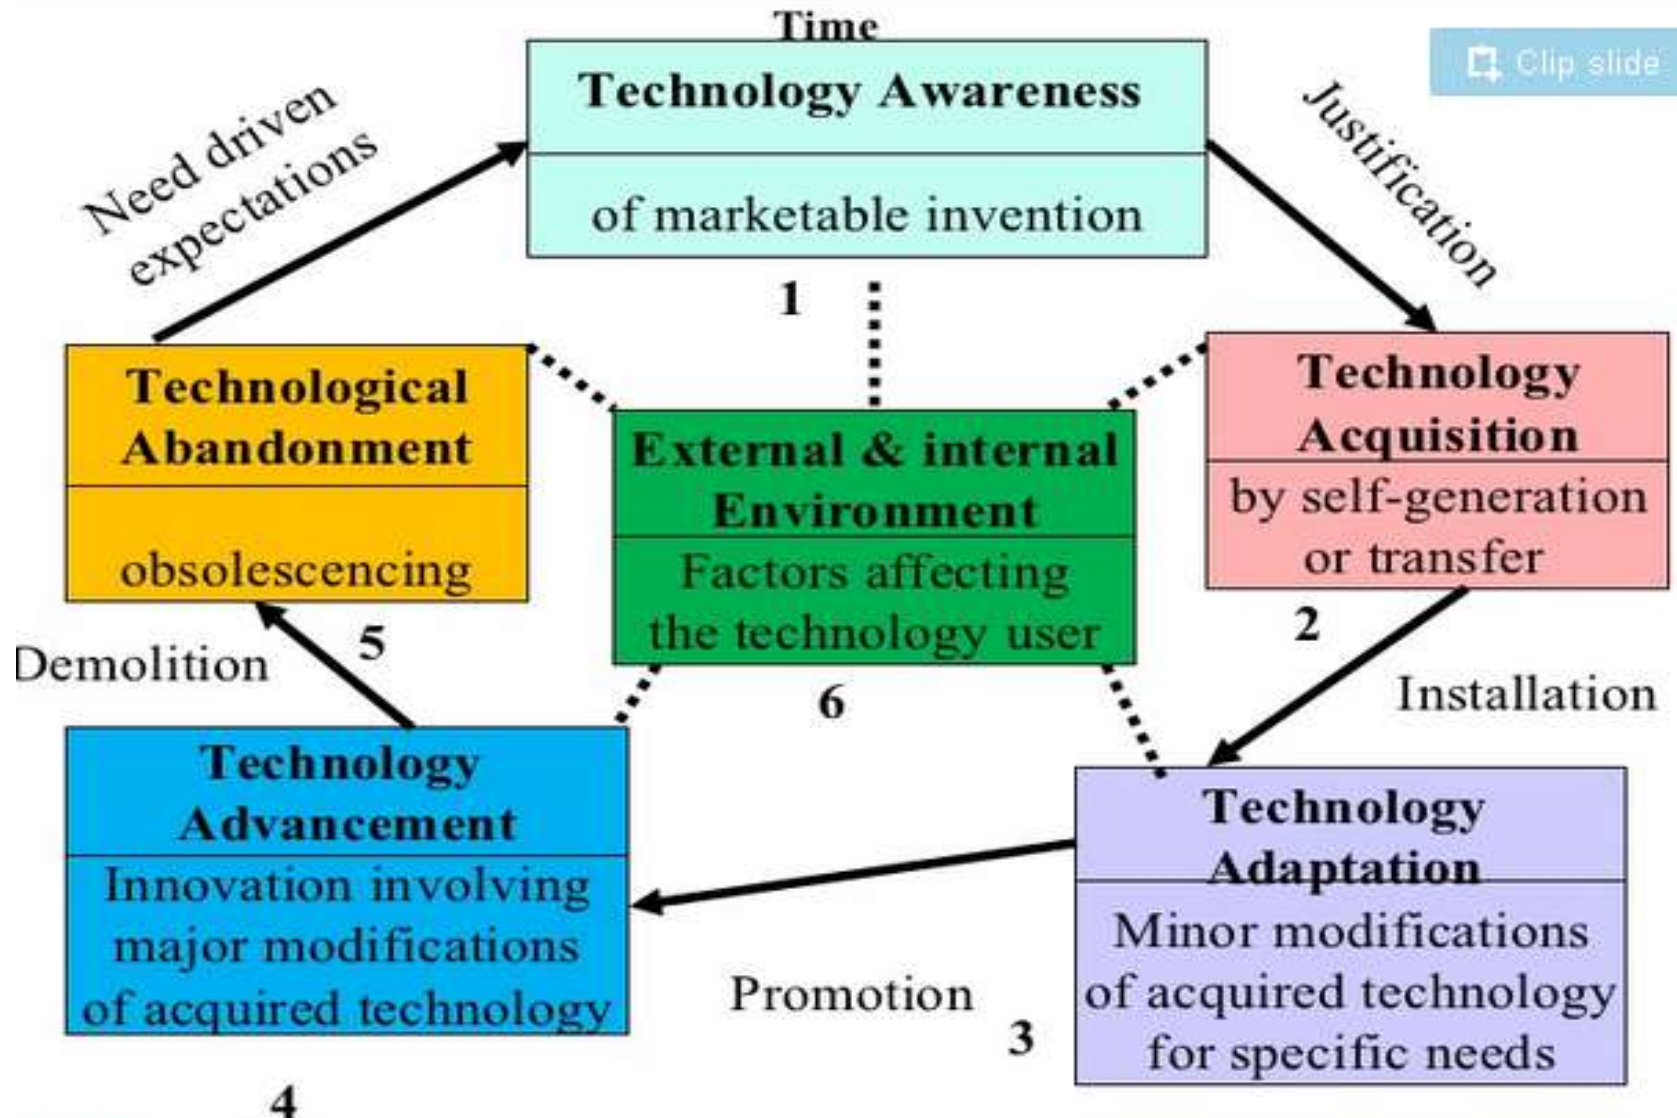 Time
Clip slide
Technology Awareness
of marketable invention
1
Need driven
expectations
Justification
Technological
Abandonment
obsolescencing
5
External & internal
Environment
Factors affecting
the technology user
6
Technology
Acquisition
by self-generation
or transfer
2
Demolition
Installation
Technology
Advancement
Innovation involving
major modifications
of acquired technology
4
Promotion
3
Technology
Adaptation
Minor modifications
of acquired technology
for specific needs